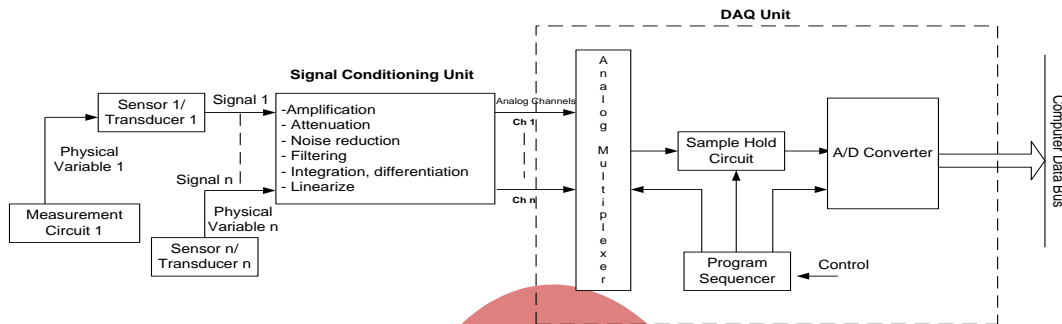 DAQ Unit
Signal Conditioning Unit
Sensor 1/
Transducer 1
Signal 1
Physical
Variable 1
Measurement
Circuit 1
Signal n
Physical
Variable n
Sensor n/
Transducer n
-Amplification
- Attenuation
- Noise reduction
- Filtering
- Integration, differentiation
- Linearize
Analog Channels
Ch 1
Ch n
Analog Multiplexer
Sample Hold
Circuit
A/D Converter
Program
Sequencer
Control
Computer Data Bus